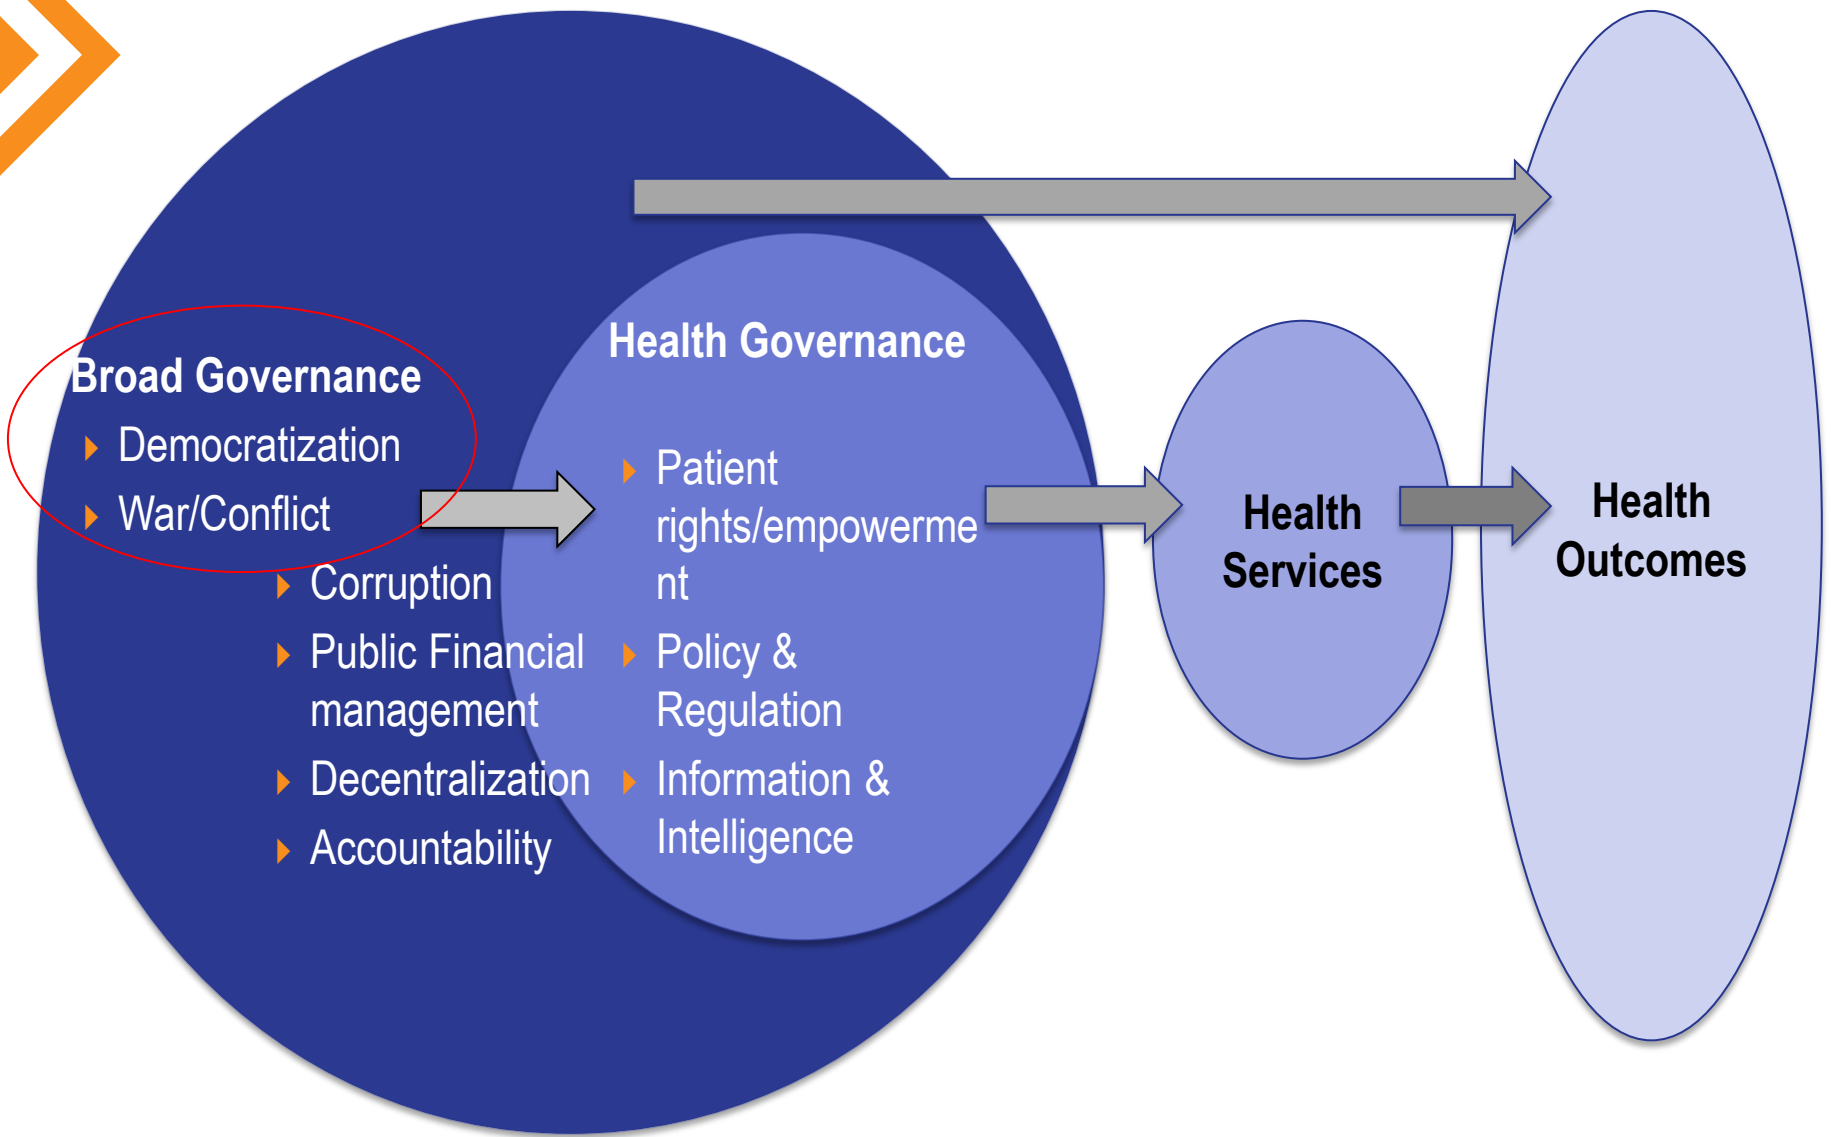 Broad Governance
Democratization
War/Conflict
Corruption
Public Financial
management
Decentralization
Accountability
Health Governance
Patient
rights/empowerme
nt
Policy &
Regulation
Information &
Intelligence
Health
Services
Health
Outcomes